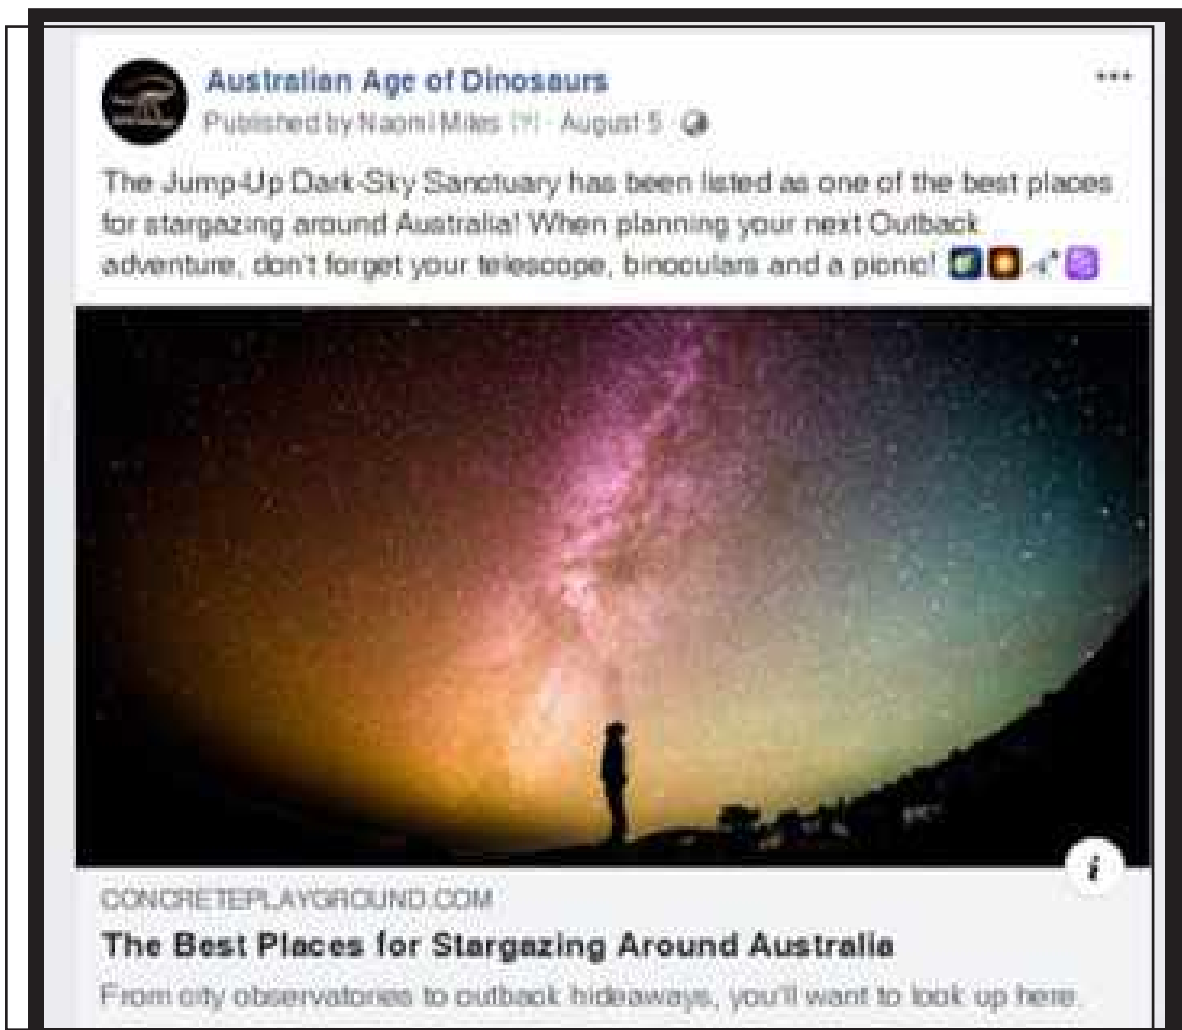 Australian Age of Dinosaurs
Published by Naomi Miles [?] · August 5
The Jump-Up Dark-Sky Sanctuary has been listed as one of the best places
for stargazing around Australia! When planning your next Outback
adventure, don't forget your telescope, binoculars and a picnic!
CONCRETEPLAYGROUND.COM
The Best Places for Stargazing Around Australia
From city observatories to outback hideaways, you'll want to look up here.